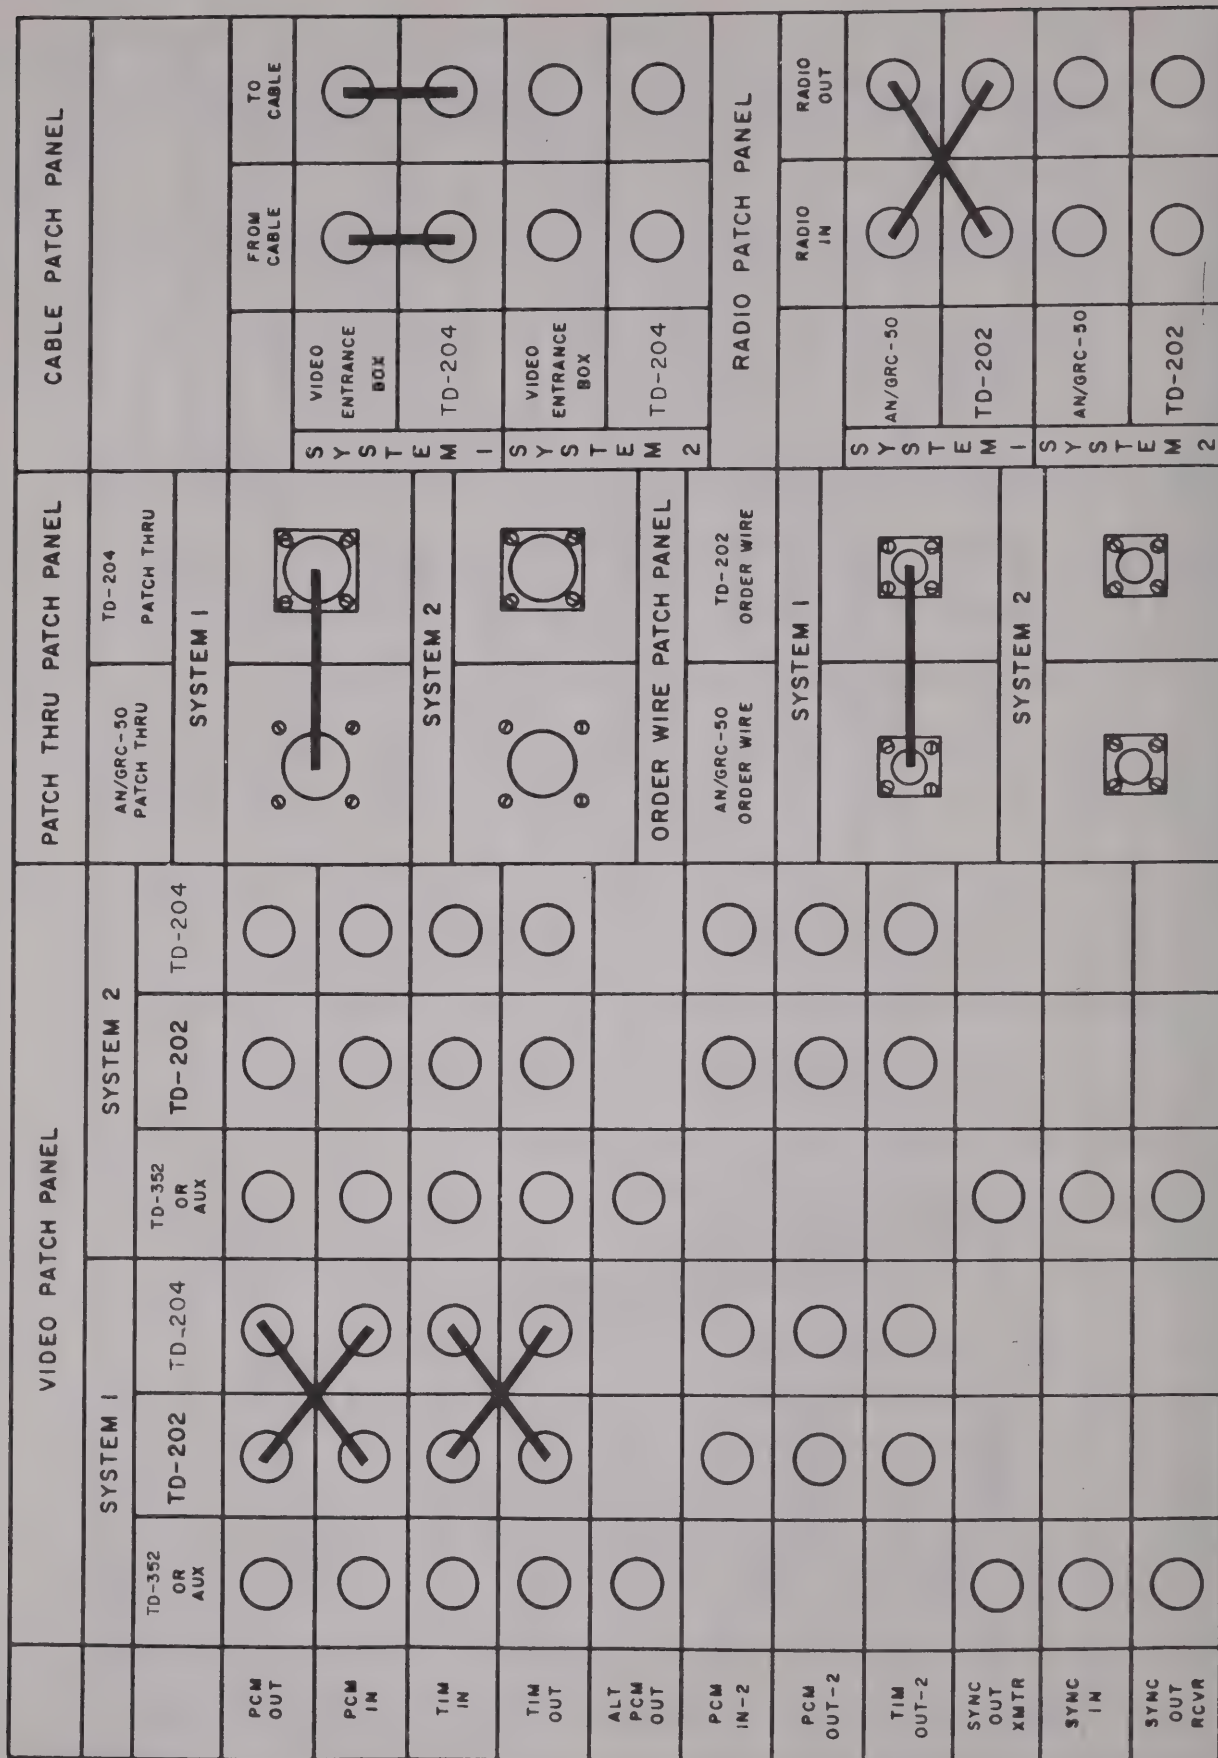 VIDEO PATCH PANEL
SYSTEM 1
SYSTEM 2
TD-352
OR
AUX
TD-202
TD-204
TD-352
OR
AUX
TD-202
TD-204
PCM
OUT
PCM
IN
TIM
IN
TIM
OUT
ALT
PCM
OUT
PCM
IN-2
PCM
OUT-2
TIM
OUT-2
SYNC
OUT
XMTR
SYNC
IN
SYNC
OUT
RCVR
PATCH THRU PATCH PANEL
AN/GRC-50
PATCH THRU
TD-204
PATCH THRU
SYSTEM 1
SYSTEM 2
ORDER WIRE PATCH PANEL
AN/GRC-50
ORDER WIRE
TD-202
ORDER WIRE
SYSTEM 1
SYSTEM 2
CABLE PATCH PANEL
FROM
CABLE
TO
CABLE
SYSTEM 1
VIDEO
ENTRANCE
BOX
TD-204
SYSTEM 2
VIDEO
ENTRANCE
BOX
TD-204
RADIO PATCH PANEL
RADIO
IN
RADIO
OUT
SYSTEM 1
AN/GRC-50
TD-202
SYSTEM 2
AN/GRC-50
TD-202